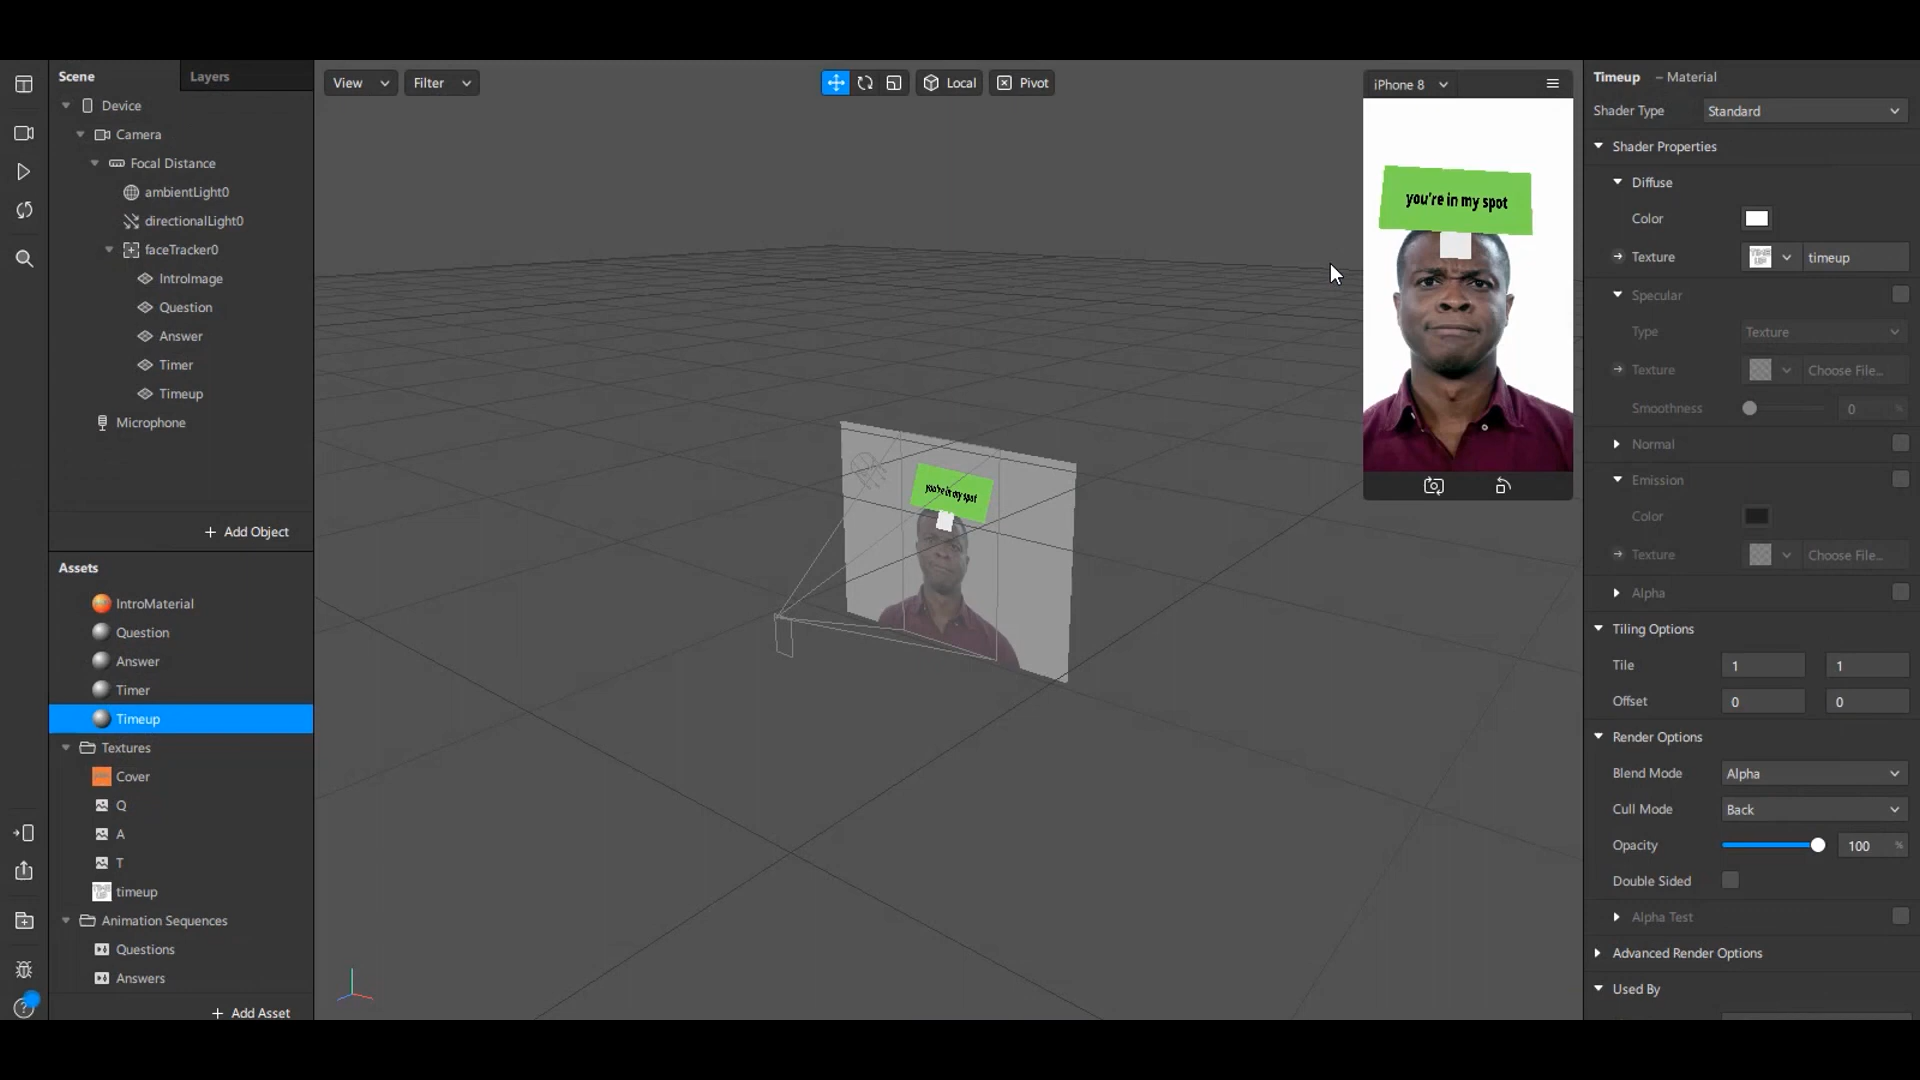 Scene
Layers
Device
Camera
Focal Distance
ambientLight0
directionalLight0
faceTracker0
IntroImage
Question
Answer
Timer
Timeup
Microphone
+ Add Object
Assets
IntroMaterial
Question
Answer
Timer
Timeup
Textures
Cover
Q
A
T
timeup
Animation Sequences
Questions
Answers
+ Add Asset
View
Filter
Local
Pivot
you're in my spot
iPhone 8
you're in my spot
Timeup – Material
Shader Type Standard
Shader Properties
Diffuse
Color
Texture timeup
Specular
Type Texture
Texture Choose File...
Smoothness 0 %
Normal
Emission
Color
Texture Choose File...
Alpha
Tiling Options
Tile 1 1
Offset 0 0
Render Options
Blend Mode Alpha
Cull Mode Back
Opacity 100 %
Double Sided
Alpha Test
Advanced Render Options
Used By